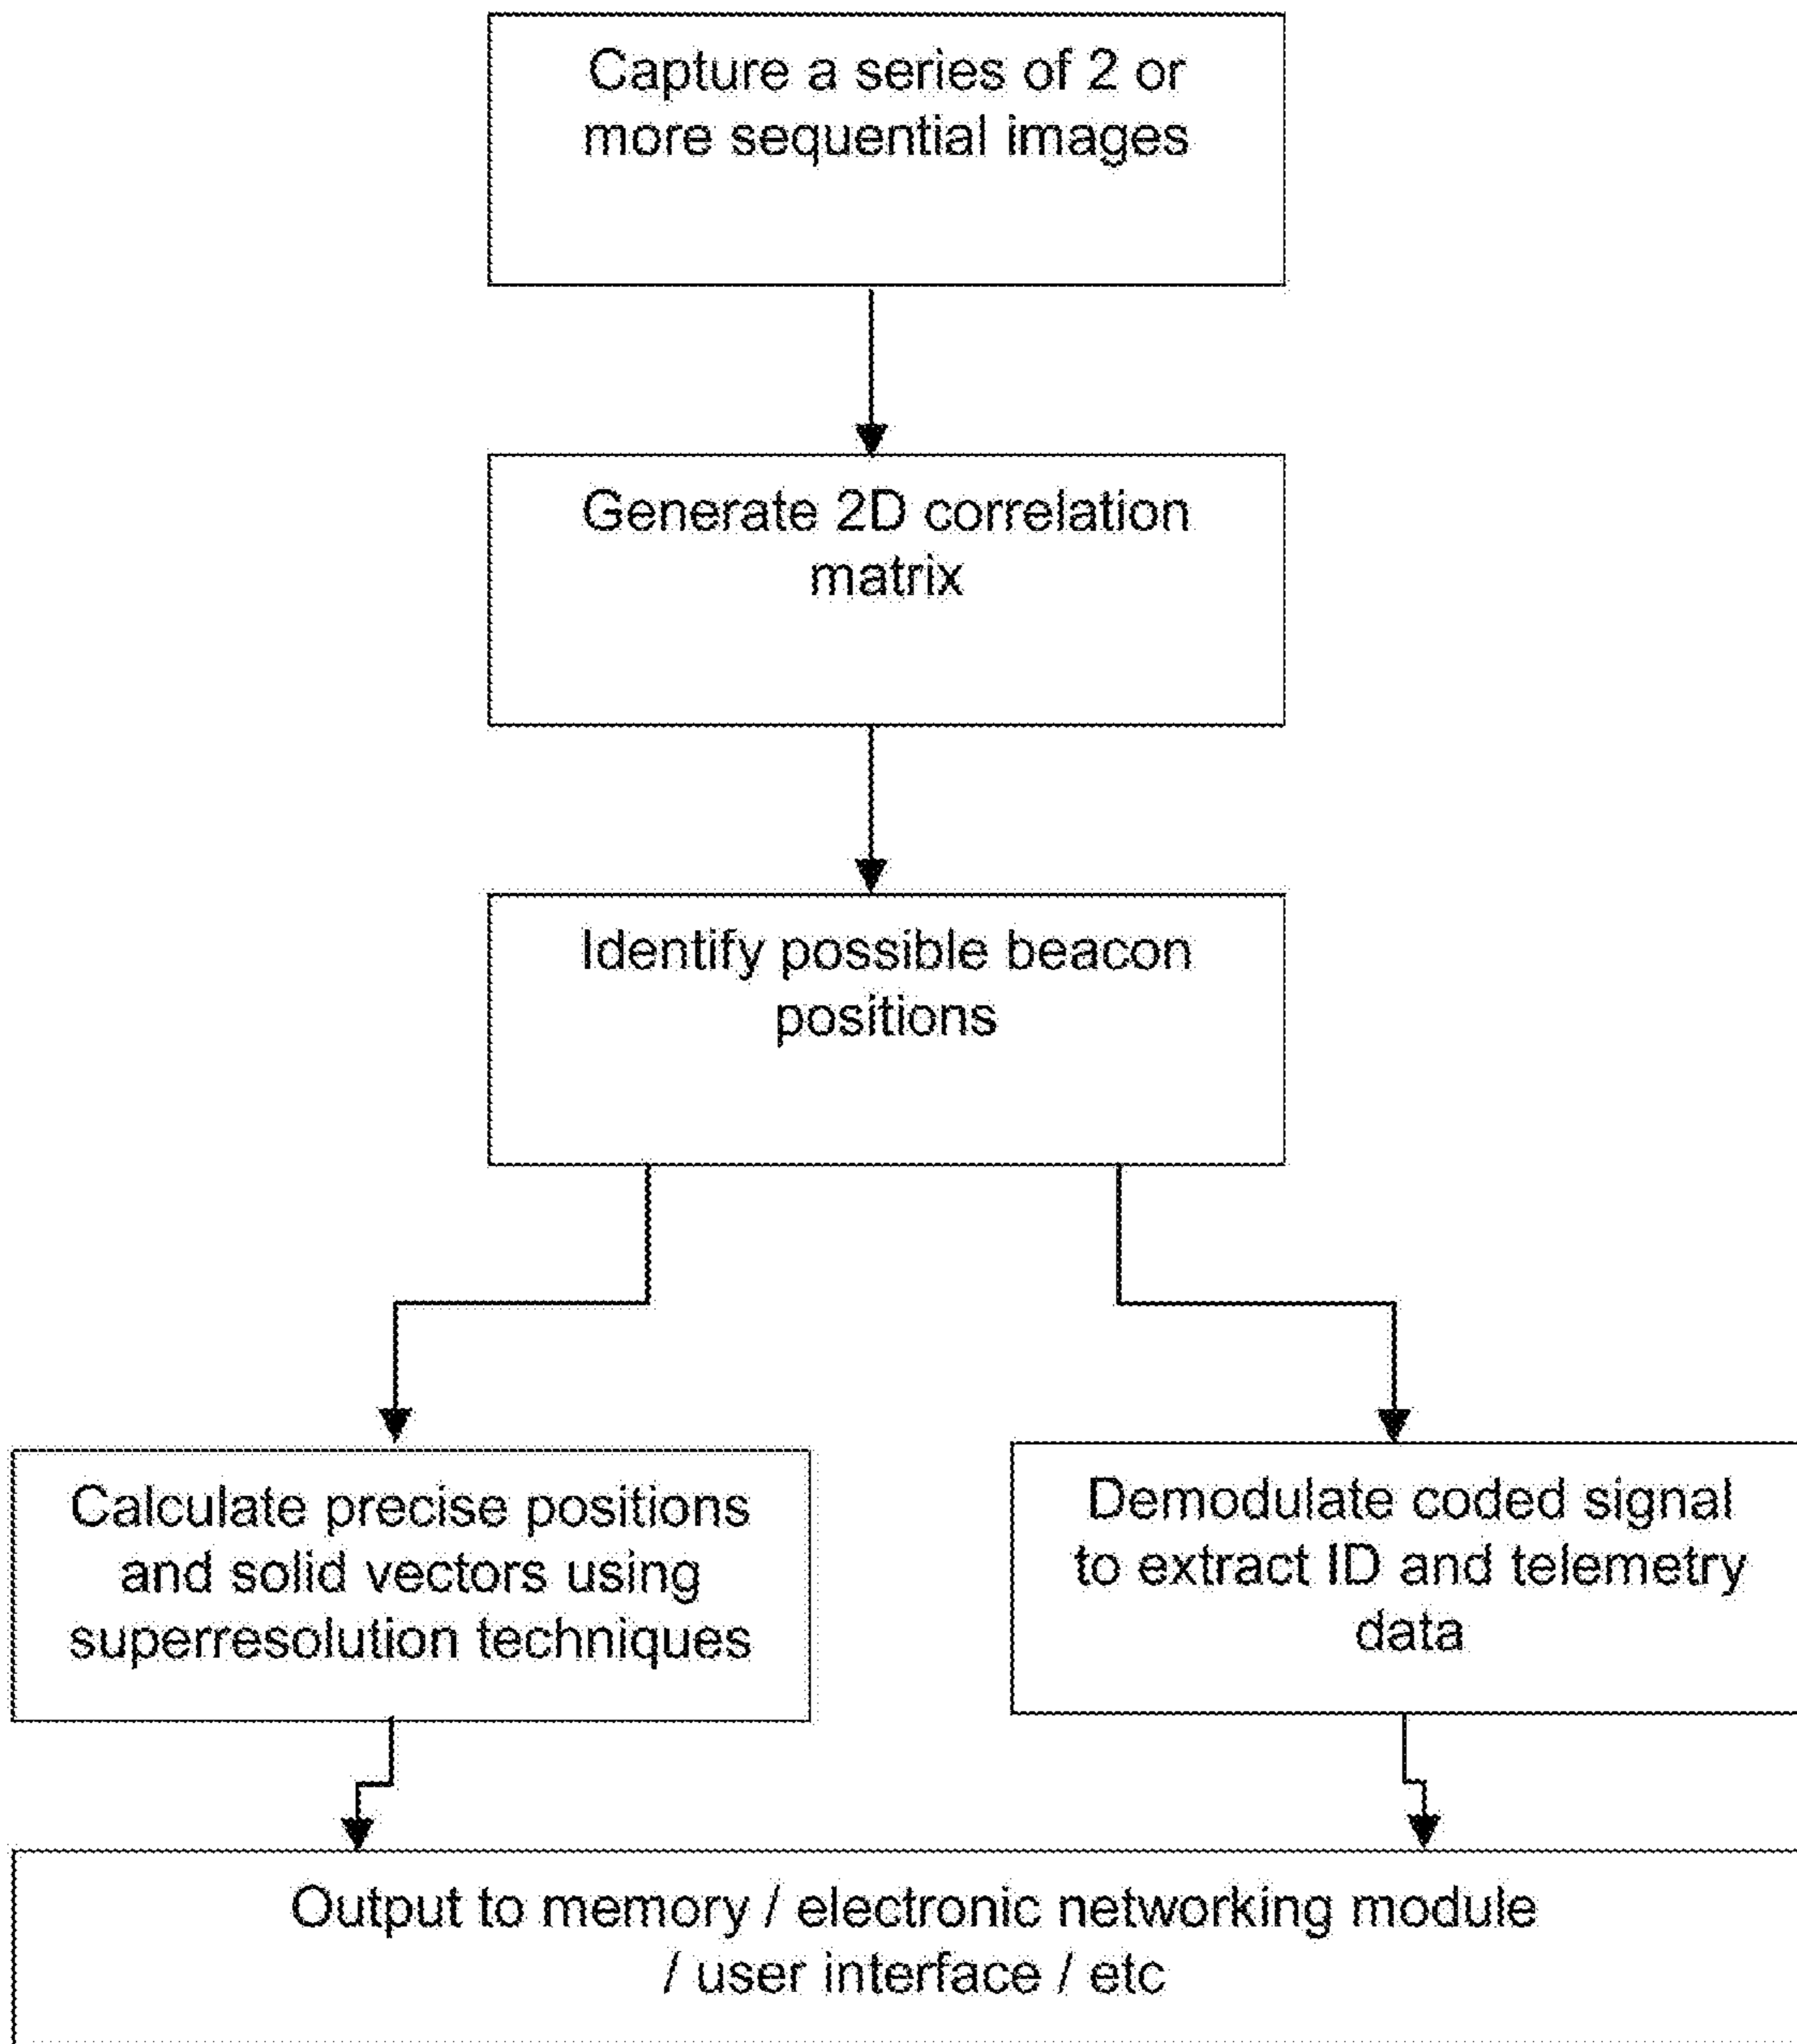 Capture a series of 2 or
more sequential images
Generate 2D correlation
matrix
Identify possible beacon
positions
Calculate precise positions
and solid vectors using
superresolution techniques
Demodulate coded signal
to extract ID and telemetry
data
Output to memory / electronic networking module
/ user interface / etc